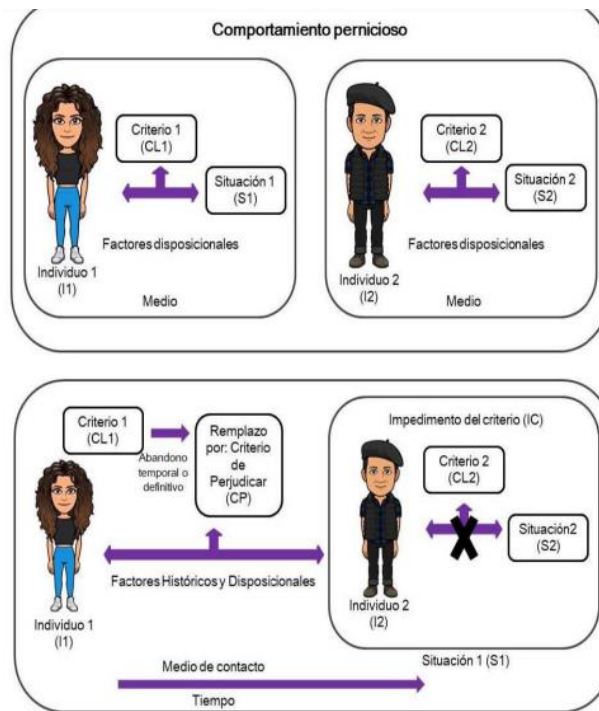 Comportamiento pernicioso
Criterio 1
(CL1)
Situación 1
(S1)
Factores disposicionales
Individuo 1
(I1)
Medio
Criterio 2
(CL2)
Situación 2
(S2)
Factores disposicionales
Individuo 2
(I2)
Medio
Criterio 1
(CL1)
Abandono
temporal o
definitivo
Remplazo
por: Criterio
de
Perjudicar
(CP)
Factores Históricos y Disposicionales
Individuo 1
(I1)
Impedimento del criterio (IC)
Criterio 2
(CL2)
Situación2
(S2)
Individuo 2
(I2)
Situación 1 (S1)
Medio de contacto
Tiempo